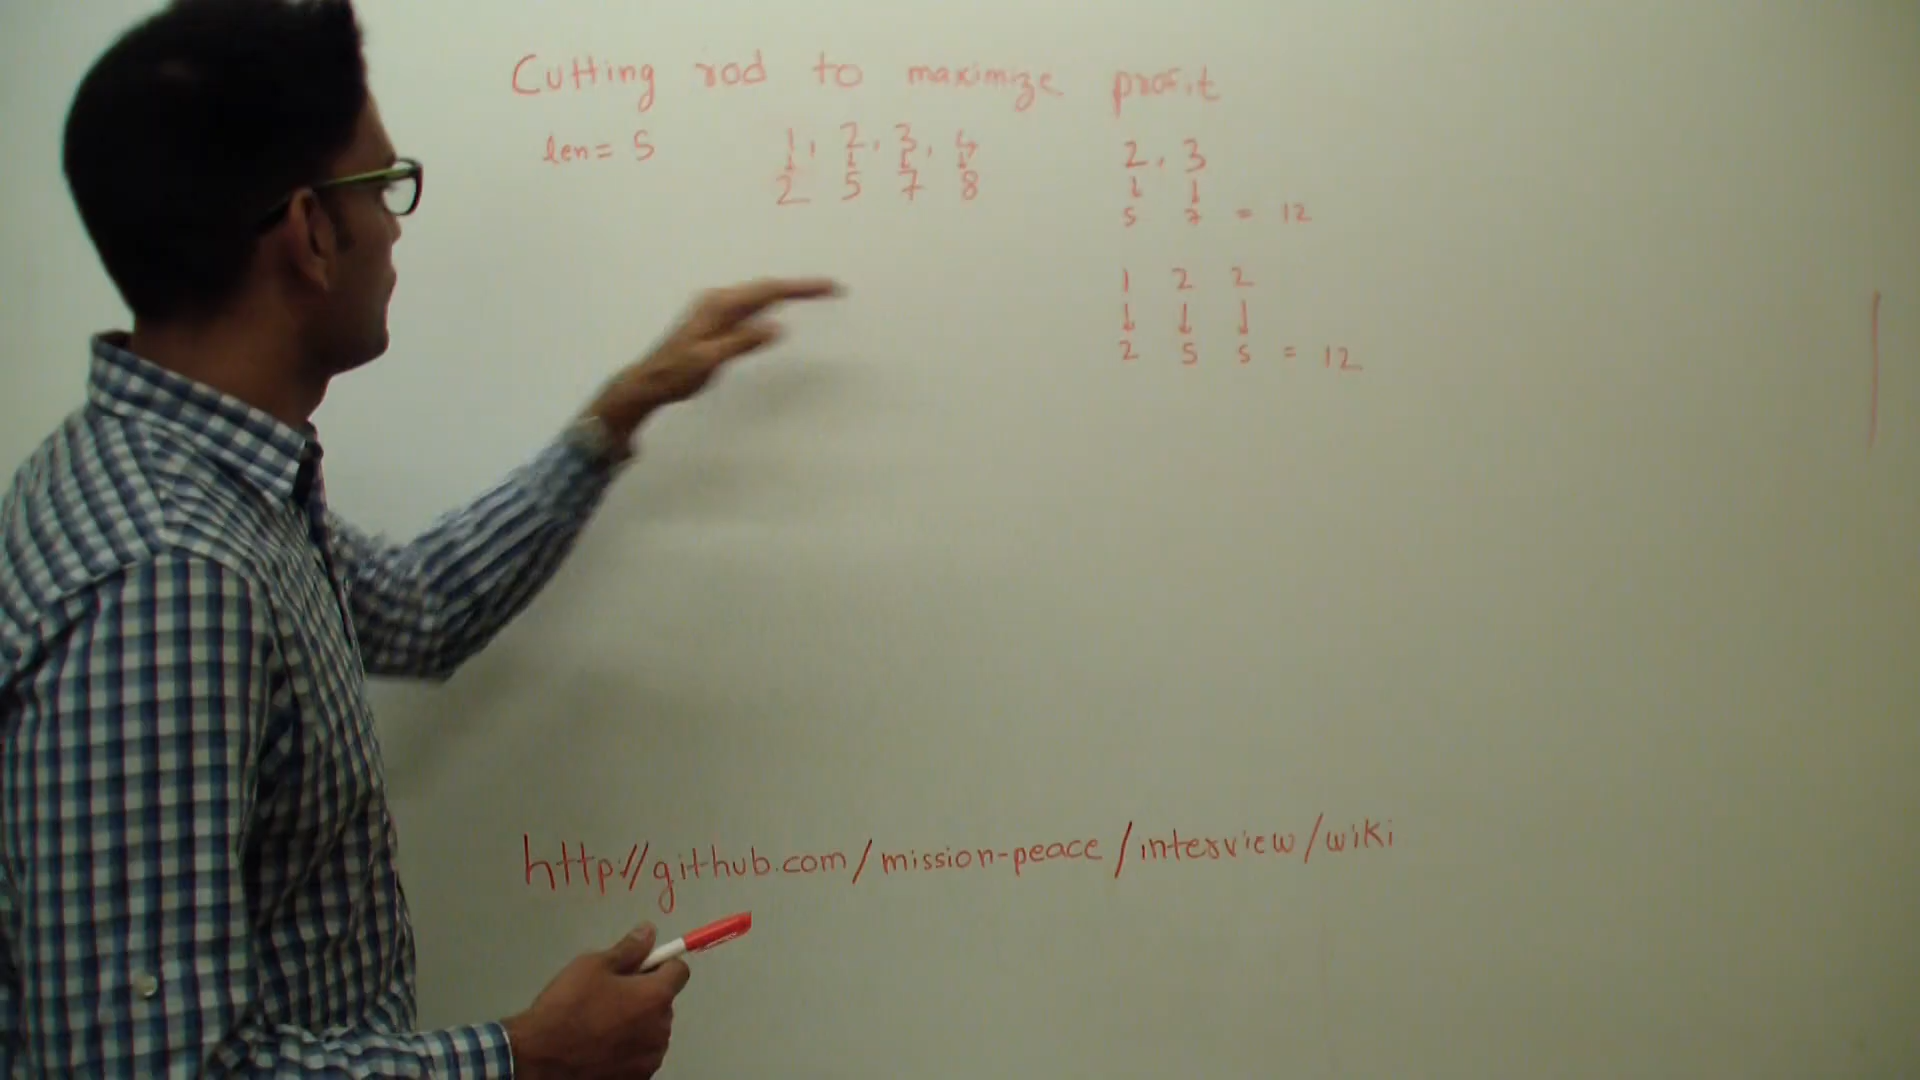 Cutting rod to maximize profit
len = 5
1, 2, 3, 4
↓ ↓ ↓ ↓
2 5 7 8
2, 3
↓ ↓
5 7 = 12
1 2 2
↓ ↓ ↓
2 5 5 = 12
http://github.com/mission-peace/interview/wiki